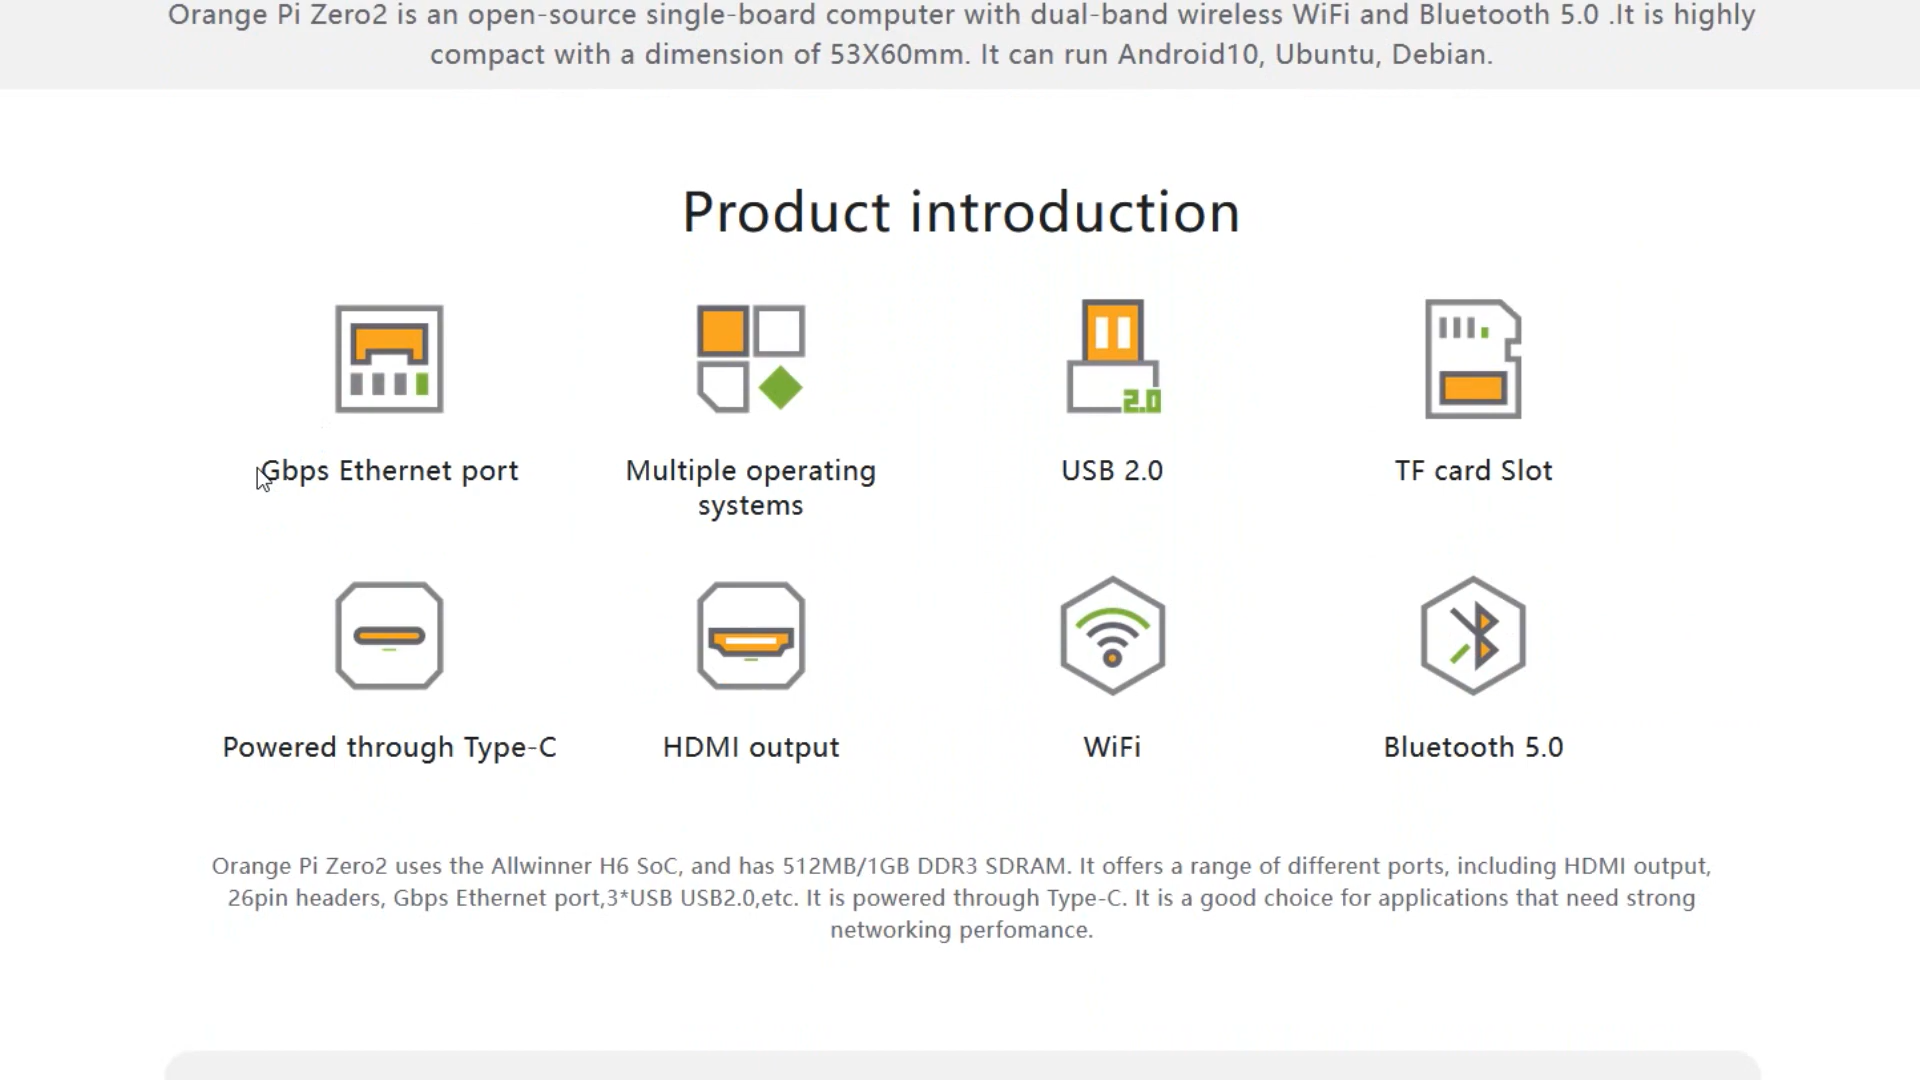 Orange Pi Zero2 is an open-source single-board computer with dual-band wireless WiFi and Bluetooth 5.0 .It is highly
compact with a dimension of 53X60mm. It can run Android10, Ubuntu, Debian.
Product introduction
Gbps Ethernet port
Multiple operating
systems
2.0
USB 2.0
TF card Slot
Powered through Type-C
HDMI output
WiFi
Bluetooth 5.0
Orange Pi Zero2 uses the Allwinner H6 SoC, and has 512MB/1GB DDR3 SDRAM. It offers a range of different ports, including HDMI output,
26pin headers, Gbps Ethernet port,3*USB USB2.0,etc. It is powered through Type-C. It is a good choice for applications that need strong
networking perfomance.